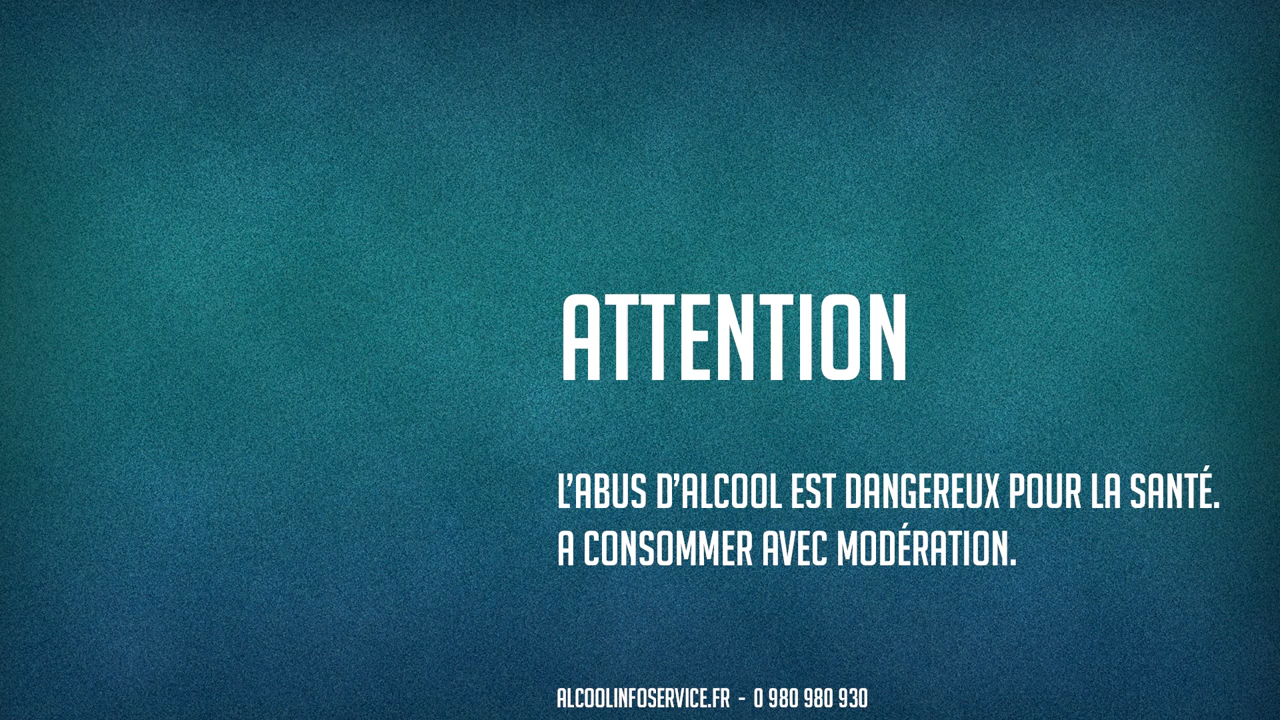 ATTENTION
L'ABUS D'ALCOOL EST DANGEREUX POUR LA SANTÉ.
A CONSOMMER AVEC MODÉRATION.
ALCOOLINFOSERVICE.FR - 0 980 980 930